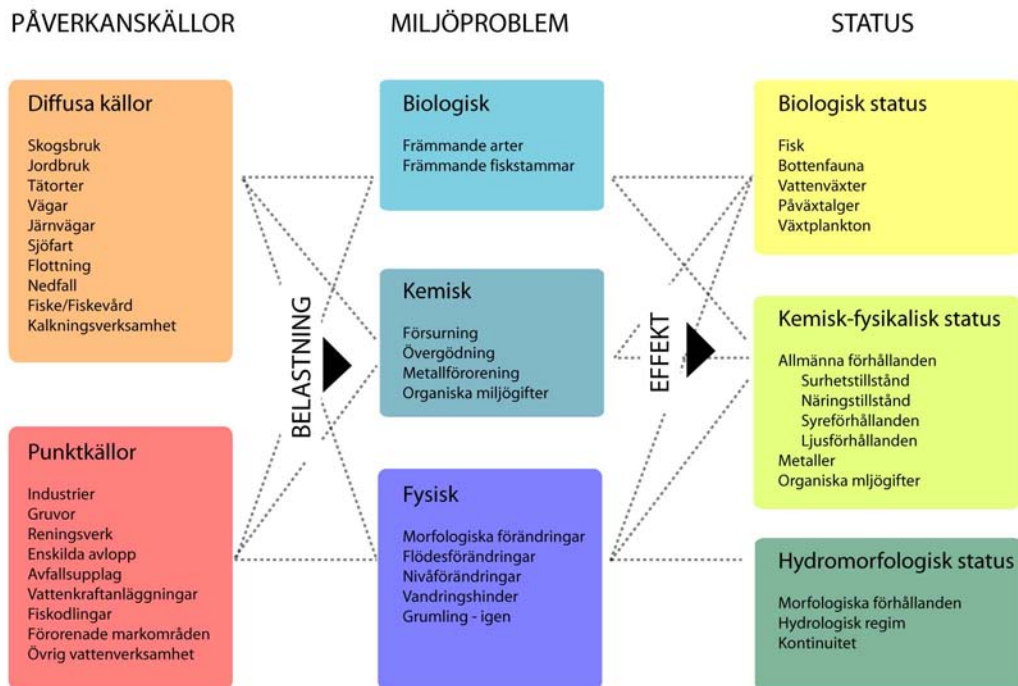 PÅVERKANSKÄLLOR
Diffusa källor
Skogsbruk
Jordbruk
Tätorter
Vägar
Järnvägar
Sjöfart
Flottning
Nedfall
Fiske/Fiskevård
Kalkningsverksamhet
Punktkällor
Industrier
Gruvor
Reningsverk
Enskilda avlopp
Avfallsupplag
Vattenkraftanläggningar
Fiskodlingar
Förorenade markområden
Övrig vattenverksamhet
BELASTNING
MILJÖPROBLEM
Biologisk
Främmande arter
Främmande fiskstammar
Kemisk
Försurning
Övergödning
Metallförorening
Organiska miljögifter
Fysisk
Morfologiska förändringar
Flödesförändringar
Nivåförändringar
Vandringshinder
Grumling - igen
EFFEKT
STATUS
Biologisk status
Fisk
Bottenfauna
Vattenväxter
Påväxtalger
Växtplankton
Kemisk-fysikalisk status
Allmänna förhållanden
Surhetstillstånd
Näringstillstånd
Syreförhållanden
Ljusförhållanden
Metaller
Organiska mljögifter
Hydromorfologisk status
Morfologiska förhållanden
Hydrologisk regim
Kontinuitet